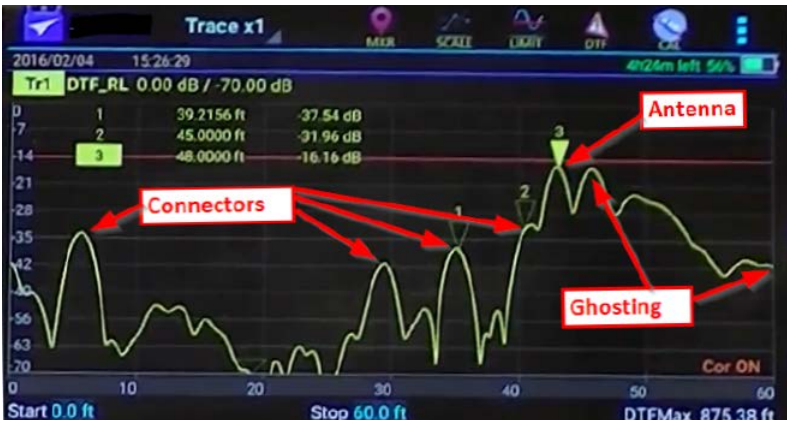 Trace x1
MKR SCALE LIMIT DTF CAL
2016/02/04 15:26:29 4h24m left 56%
Tr1 DTF_RL 0.00 dB / -70.00 dB
1 39.2156 ft -37.54 dB
2 45.0000 ft -31.96 dB
3 48.0000 ft -16.16 dB
0
-7
-14
-21
-28
-35
-42
-49
-56
-63
-70
Antenna
3
2
1
Connectors
Ghosting
Cor ON
0 10 20 30 40 50 60
Start 0.0 ft Stop 60.0 ft DTFMax 875.38 ft